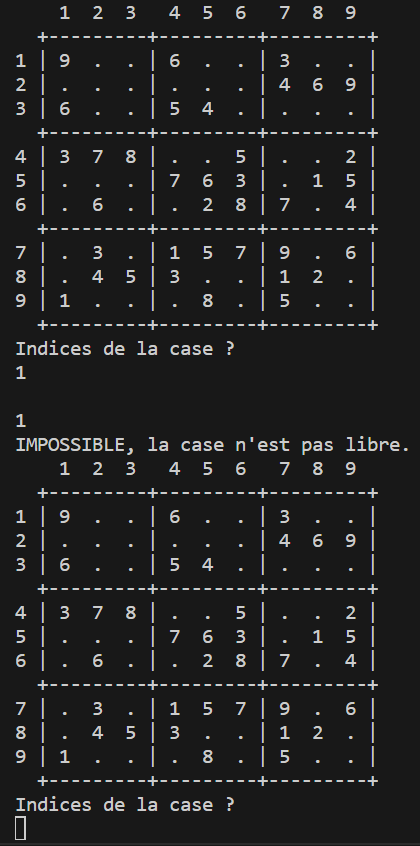 1  2  3   4  5  6   7  8  9
  +---------+---------+---------+
1 | 9  .  . | 6  .  . | 3  .  . |
2 | .  .  . | .  .  . | 4  6  9 |
3 | 6  .  . | 5  4  . | .  .  . |
  +---------+---------+---------+
4 | 3  7  8 | .  .  5 | .  .  2 |
5 | .  .  . | 7  6  3 | .  1  5 |
6 | .  6  . | .  2  8 | 7  .  4 |
  +---------+---------+---------+
7 | .  3  . | 1  5  7 | 9  .  6 |
8 | .  4  5 | 3  .  . | 1  2  . |
9 | 1  .  . | .  8  . | 5  .  . |
  +---------+---------+---------+
Indices de la case ?
1

1
IMPOSSIBLE, la case n'est pas libre.
    1  2  3   4  5  6   7  8  9
  +---------+---------+---------+
1 | 9  .  . | 6  .  . | 3  .  . |
2 | .  .  . | .  .  . | 4  6  9 |
3 | 6  .  . | 5  4  . | .  .  . |
  +---------+---------+---------+
4 | 3  7  8 | .  .  5 | .  .  2 |
5 | .  .  . | 7  6  3 | .  1  5 |
6 | .  6  . | .  2  8 | 7  .  4 |
  +---------+---------+---------+
7 | .  3  . | 1  5  7 | 9  .  6 |
8 | .  4  5 | 3  .  . | 1  2  . |
9 | 1  .  . | .  8  . | 5  .  . |
  +---------+---------+---------+
Indices de la case ?